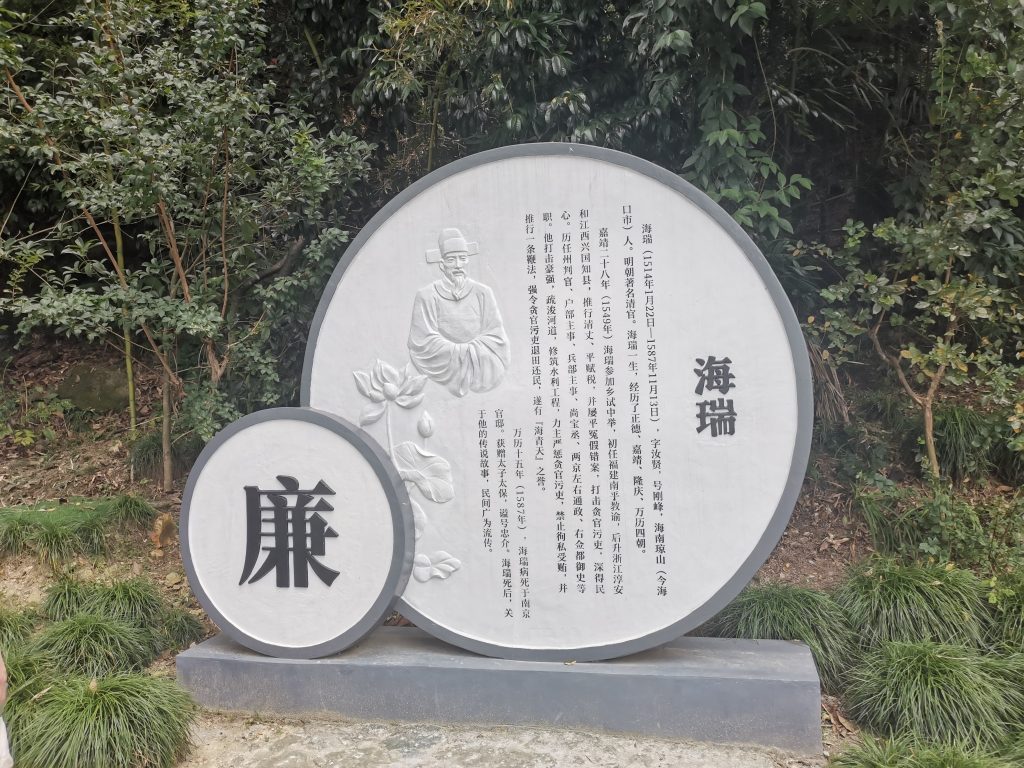 海瑞
海瑞（1514年1月22日—1587年11月13日），字汝贤，号刚峰，海南琼山（今海
口市）人。明朝著名清官。海瑞一生，经历了正德、嘉靖、隆庆、万历四朝。
嘉靖二十八年（1549年）海瑞参加乡试中举，初任福建南平教谕，后升浙江淳安
和江西兴国知县，推行清丈、平赋税，并屡平冤假错案，打击贪官污吏，深得民
心。历任州判官、户部主事、兵部主事、尚宝丞、两京左右通政、右佥都御史等
职。他打击豪强，疏浚河道，修筑水利工程，力主严惩贪官污吏，禁止徇私受贿，并
推行一条鞭法，强令贪官污吏退田还民，遂有『海青天』之誉。
万历十五年（1587年），海瑞病死于南京
官邸。获赠太子太保，谥号忠介。海瑞死后，关
于他的传说故事，民间广为流传。
廉